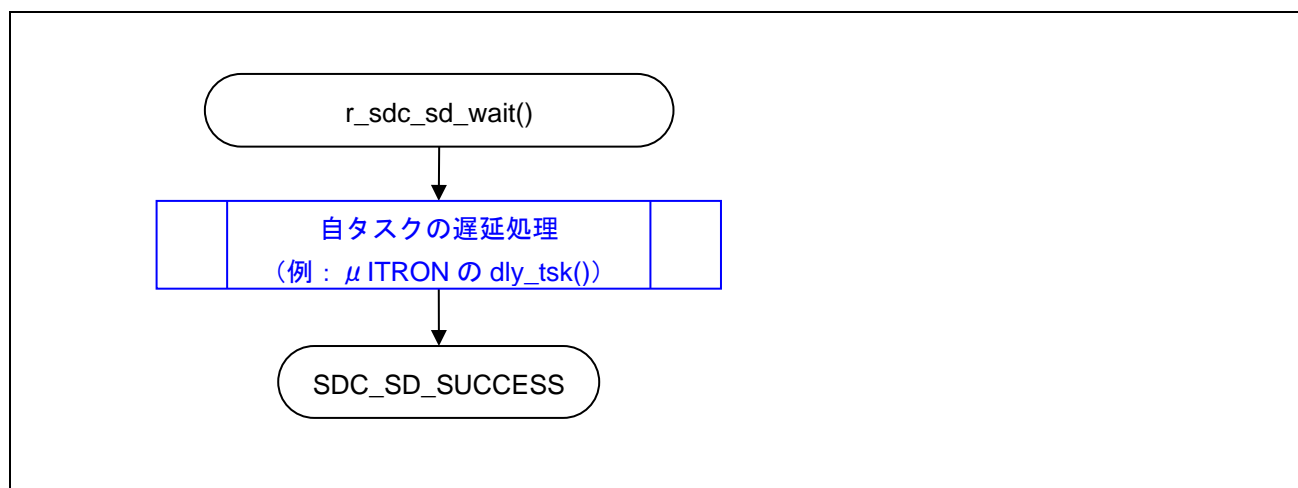 r_sdc_sd_wait()
自タスクの遅延処理
（例：μITRON の dly_tsk()）
SDC_SD_SUCCESS